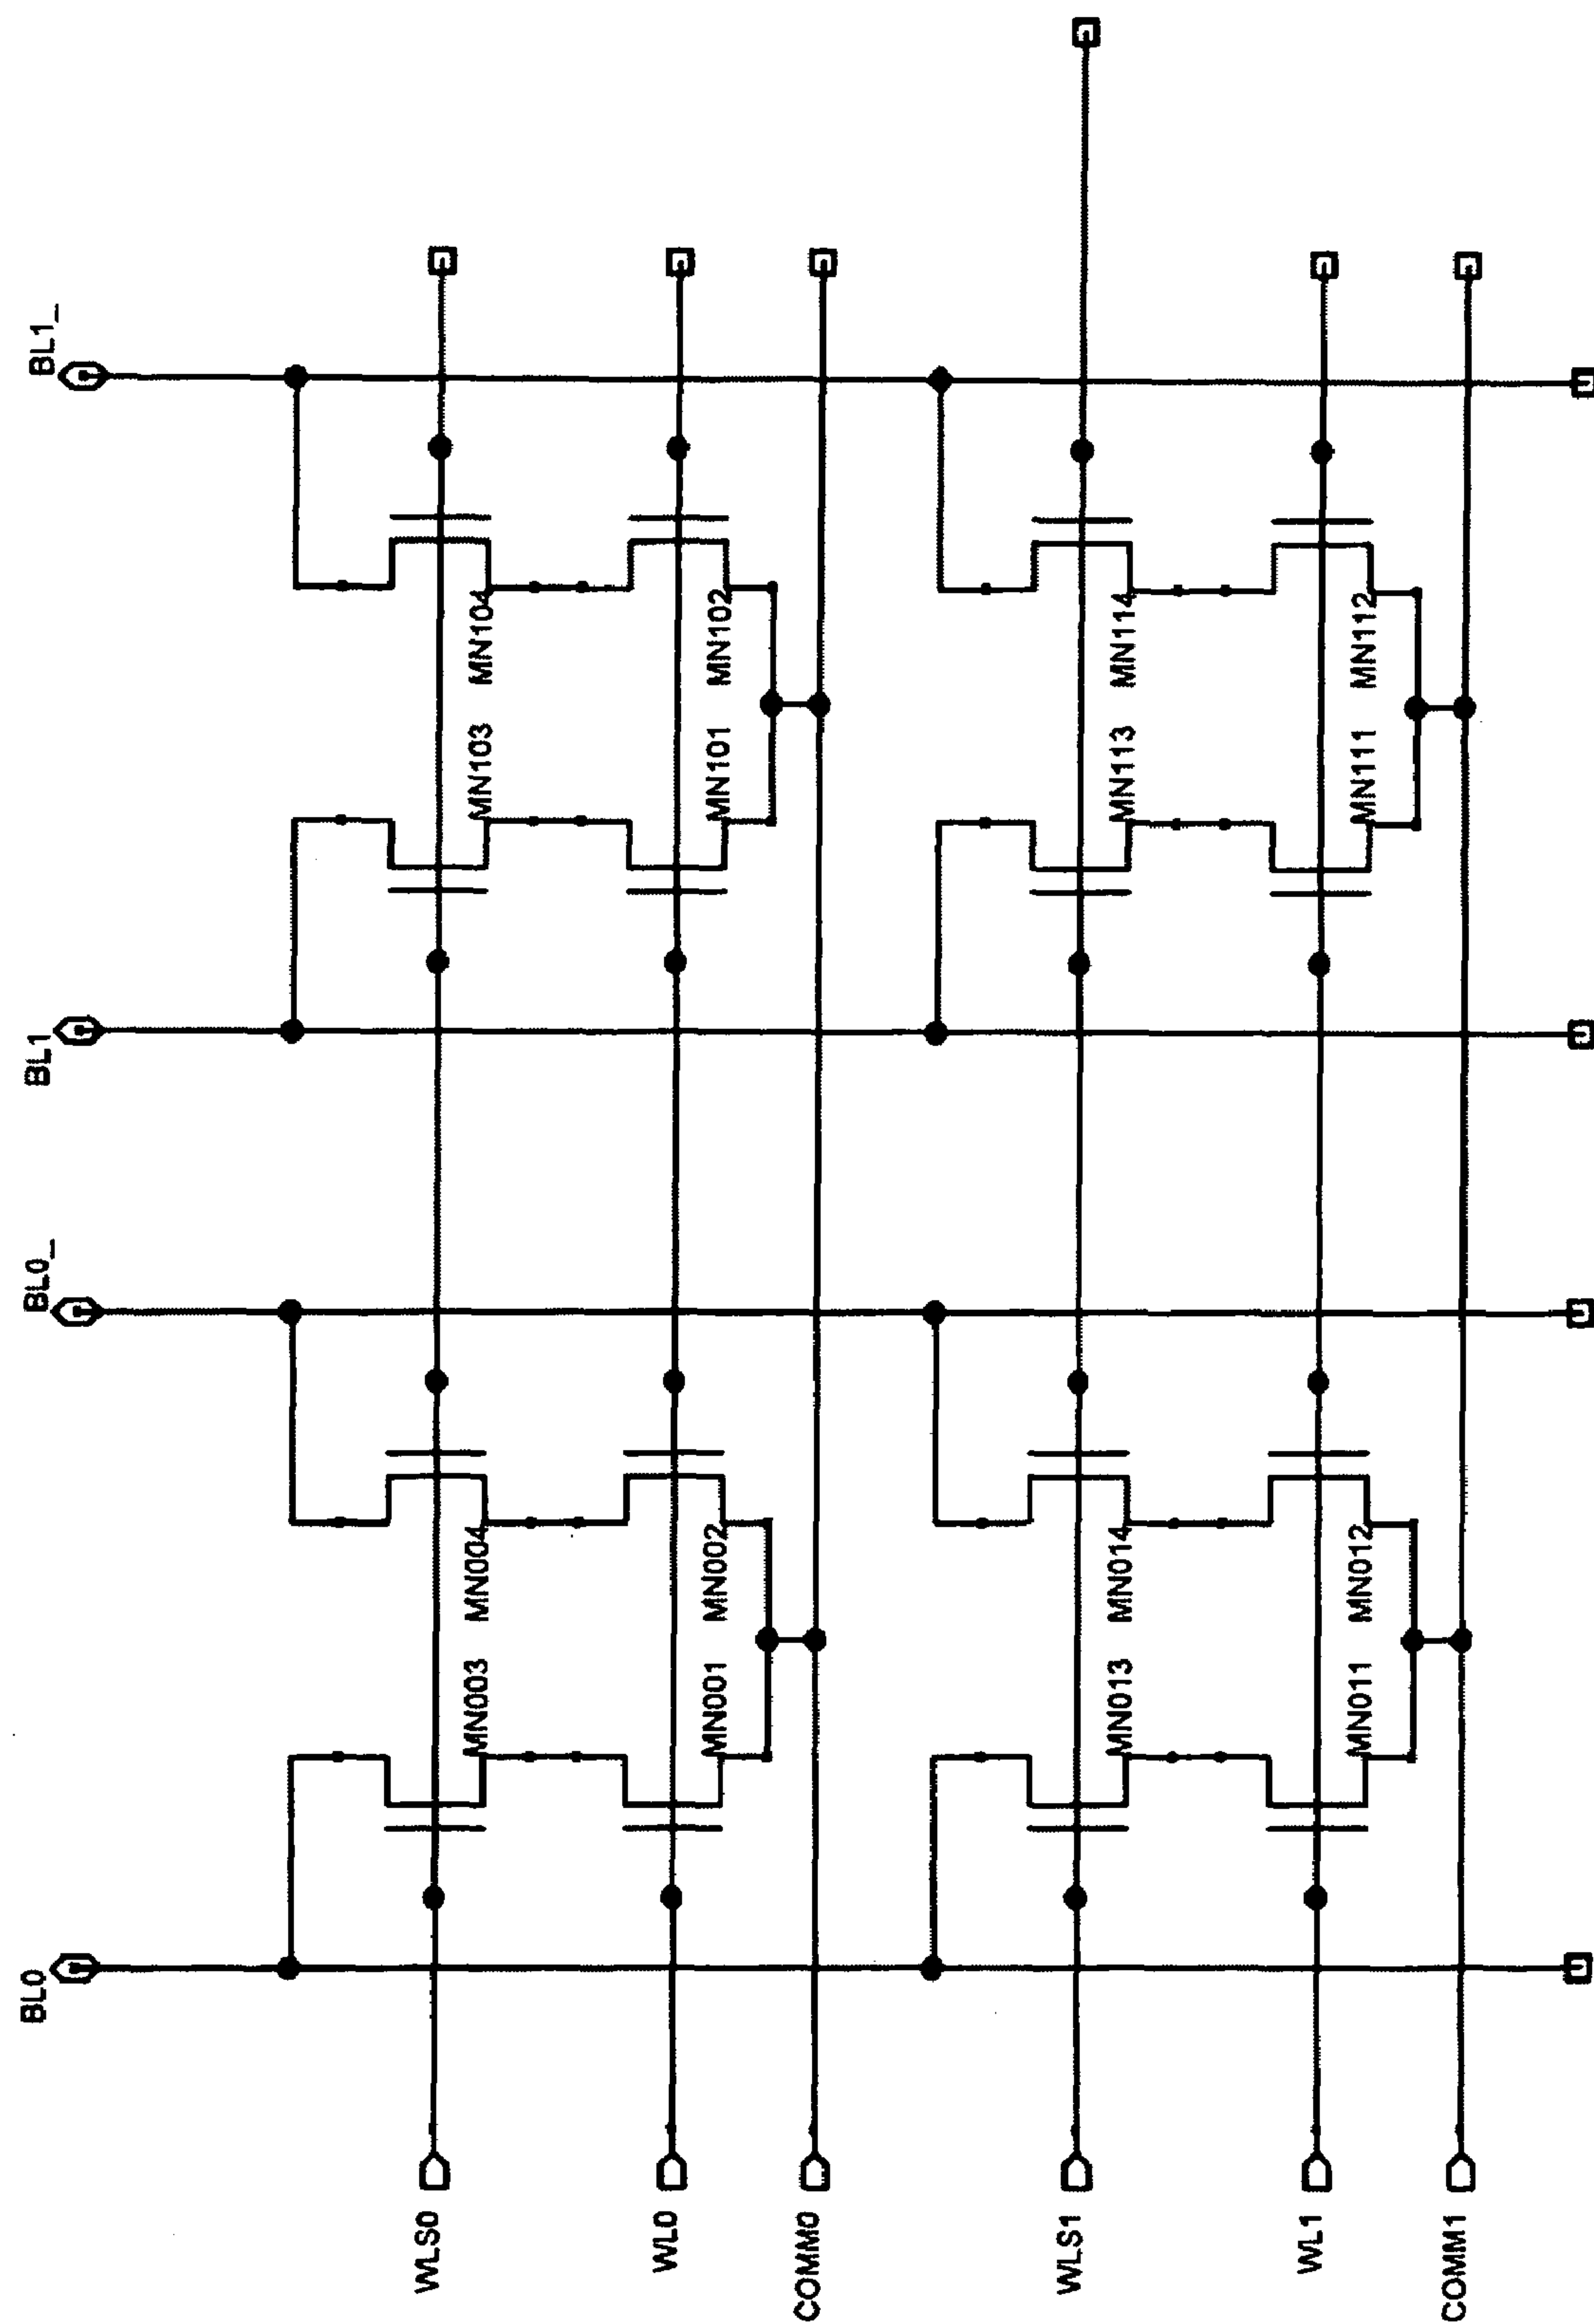 BL0
BL0_
BL1
BL1_
WLS0
MN003 MN004
MN103 MN104
WL0
MN001 MN002
MN101 MN102
COMM0
WLS1
MN013 MN014
MN113 MN114
WL1
MN011 MN012
MN111 MN112
COMM1